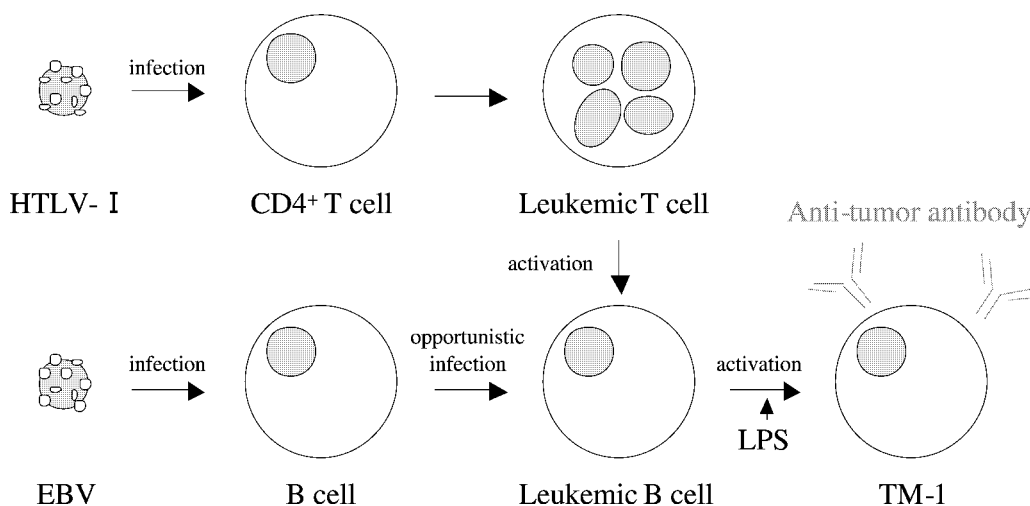 infection
HTLV- I
CD4+ T cell
Leukemic T cell
Anti-tumor antibody
activation
infection
opportunistic
infection
activation
LPS
EBV
B cell
Leukemic B cell
TM-1